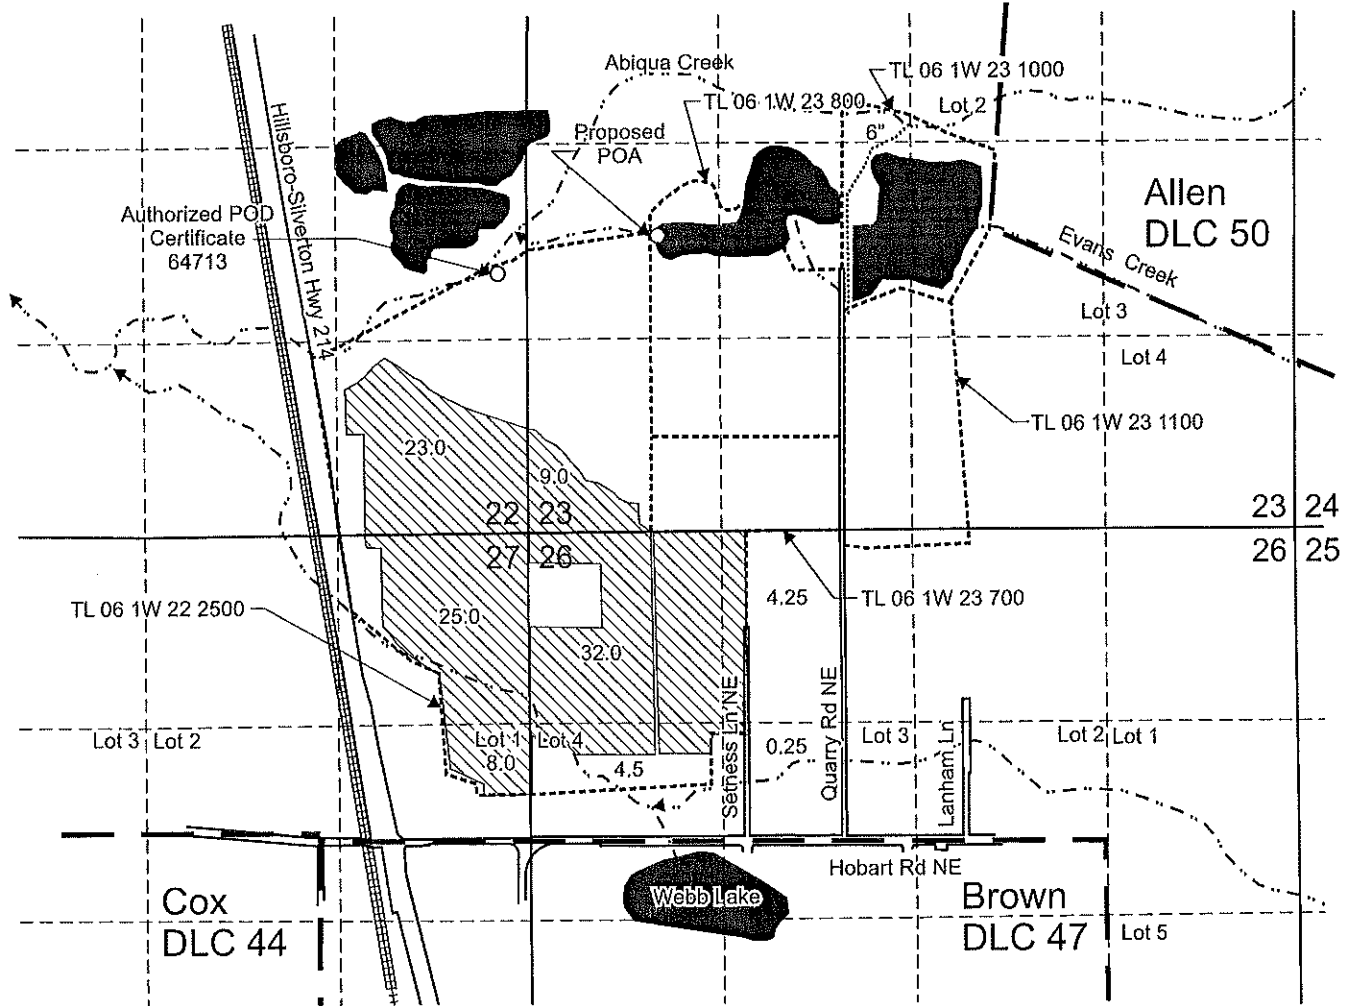 Abiqua Creek
TL 06 1W 23 1000
TL 06 1W 23 800
Lot 2
6"
Proposed
POA
Hillsboro-Silverton Hwy 214
Authorized POD
Certificate
64713
Allen
DLC 50
Evans Creek
Lot 3
Lot 4
TL 06 1W 23 1100
23.0
9.0
22 23
27 26
23 24
26 25
TL 06 1W 22 2500
25.0
32.0
4.25
TL 06 1W 23 700
Setness Ln NE
Quarry Rd NE
Lanham Ln
Lot 3 Lot 2
Lot 1 Lot 4
Lot 3
Lot 2 Lot 1
8.0
4.5
0.25
Hobart Rd NE
Webb Lake
Cox
DLC 44
Brown
DLC 47
Lot 5